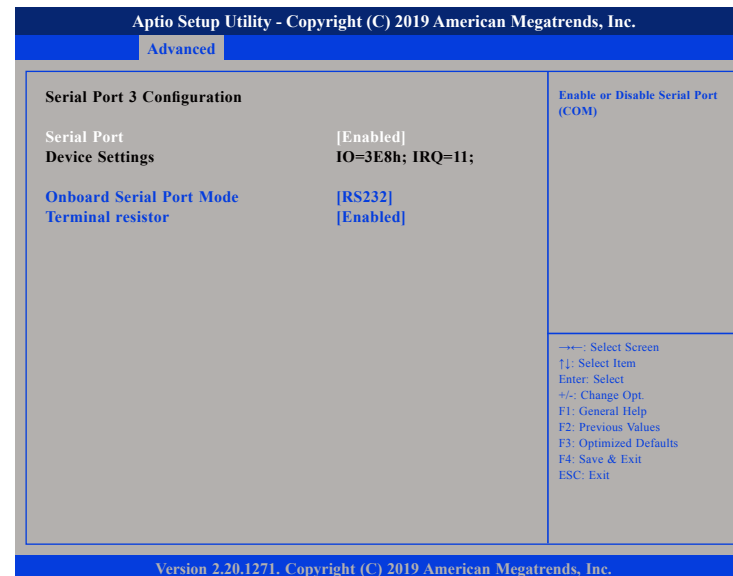 Aptio Setup Utility - Copyright (C) 2019 American Megatrends, Inc.
Advanced
Serial Port 3 Configuration
Serial Port [Enabled]
Device Settings IO=3E8h; IRQ=11;
Onboard Serial Port Mode [RS232]
Terminal resistor [Enabled]
Enable or Disable Serial Port
(COM)
→←: Select Screen
↑↓: Select Item
Enter: Select
+/-: Change Opt.
F1: General Help
F2: Previous Values
F3: Optimized Defaults
F4: Save & Exit
ESC: Exit
Version 2.20.1271. Copyright (C) 2019 American Megatrends, Inc.